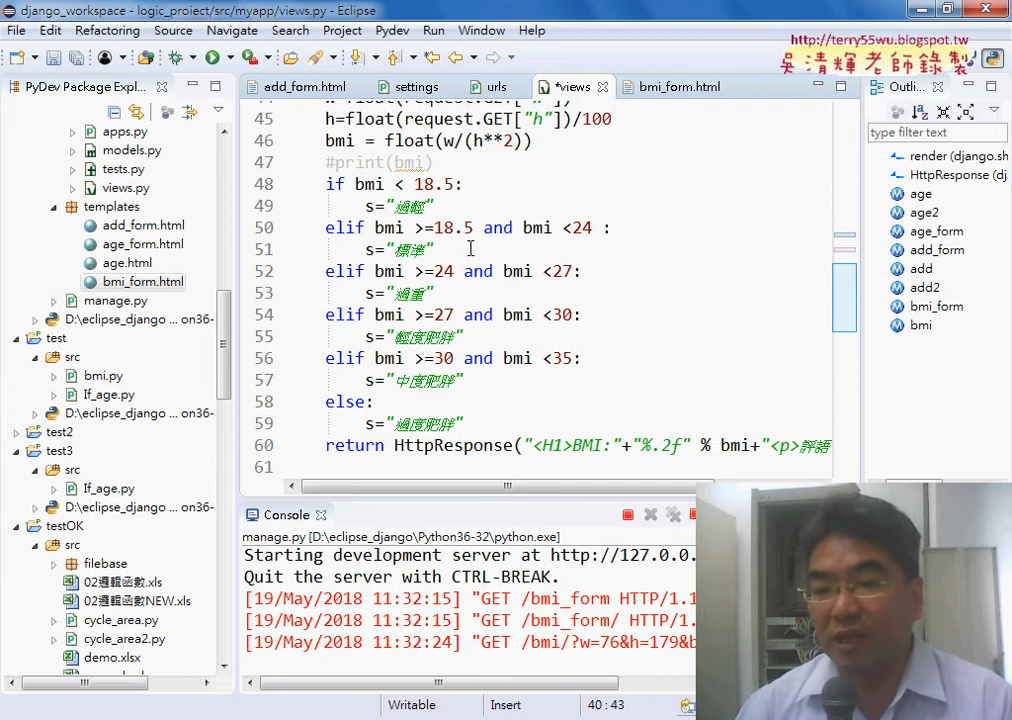 django_workspace - logic_project/src/myapp/views.py - Eclipse
File Edit Refactoring Source Navigate Search Project Pydev Run Window Help
http://terry55wu.blogspot.tw
吳清輝老師錄製
PyDev Package Expl...
add_form.html
settings
urls
*views
bmi_form.html
Outli...
apps.py
models.py
tests.py
views.py
templates
add_form.html
age_form.html
age.html
bmi_form.html
manage.py
D:\eclipse_django ... on36-
test
src
bmi.py
If_age.py
D:\eclipse_django ... on36-
test2
test3
src
If_age.py
D:\eclipse_django ... on36-
testOK
src
filebase
02邏輯函數.xls
02邏輯函數NEW.xls
cycle_area.py
cycle_area2.py
demo.xlsx
45 h=float(request.GET["h"])/100
46 bmi = float(w/(h**2))
47 #print(bmi)
48 if bmi < 18.5:
49 s="過輕"
50 elif bmi >=18.5 and bmi <24 :
51 s="標準"
52 elif bmi >=24 and bmi <27:
53 s="過重"
54 elif bmi >=27 and bmi <30:
55 s="輕度肥胖"
56 elif bmi >=30 and bmi <35:
57 s="中度肥胖"
58 else:
59 s="過度肥胖"
60 return HttpResponse("<H1>BMI:"+"%.2f" % bmi+"<p>評語
61
type filter text
render (django.sh
HttpResponse (dj
age
age2
age_form
add_form
add
add2
bmi_form
bmi
Console
manage.py [D:\eclipse_django\Python36-32\python.exe]
Starting development server at http://127.0.0.
Quit the server with CTRL-BREAK.
[19/May/2018 11:32:15] "GET /bmi_form HTTP/1.1
[19/May/2018 11:32:15] "GET /bmi_form/ HTTP/1.
[19/May/2018 11:32:24] "GET /bmi/?w=76&h=179&b
Writable
Insert
40 : 43